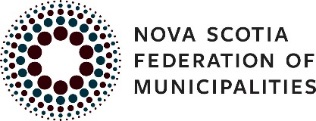 NOVA SCOTIA
FEDERATION OF
MUNICIPALITIES